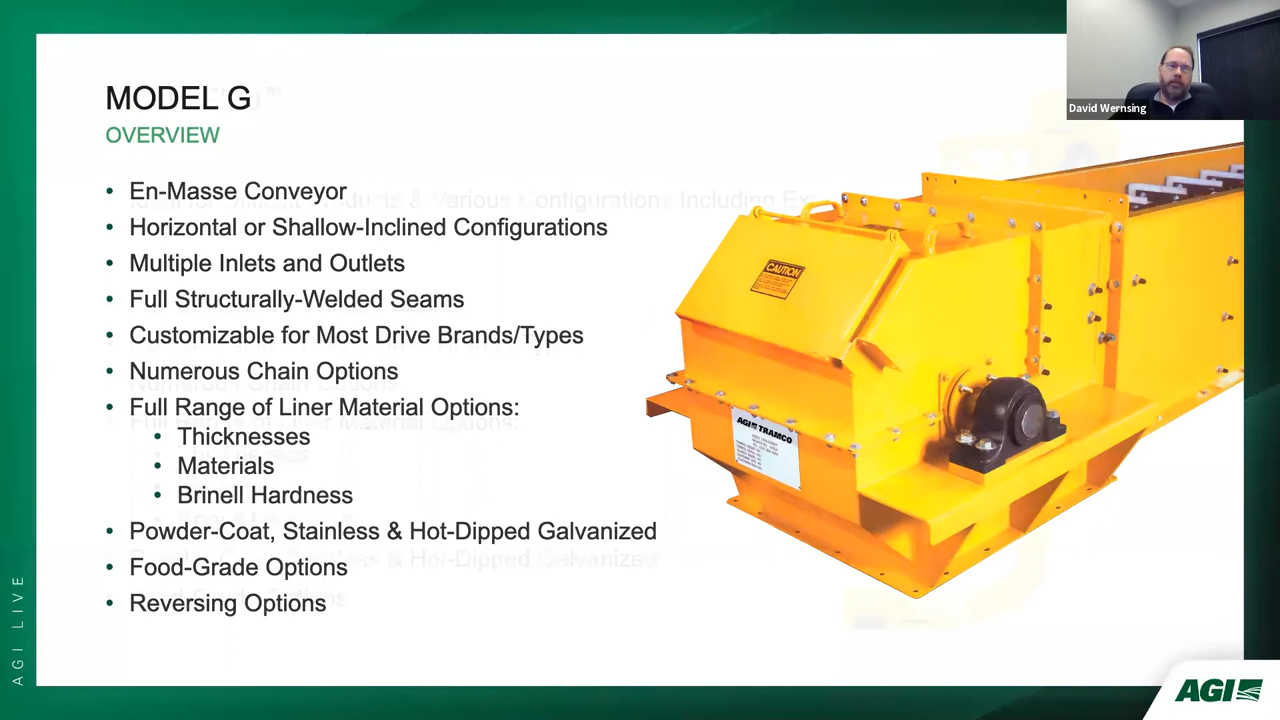 MODEL G
OVERVIEW
• En-Masse Conveyor
• Horizontal or Shallow-Inclined Configurations
• Multiple Inlets and Outlets
• Full Structurally-Welded Seams
• Customizable for Most Drive Brands/Types
• Numerous Chain Options
• Full Range of Liner Material Options:
• Thicknesses
• Materials
• Brinell Hardness
• Powder-Coat, Stainless & Hot-Dipped Galvanized
• Food-Grade Options
• Reversing Options
David Wernsing
CAUTION
AGI TRAMCO
AGI LIVE
AGI